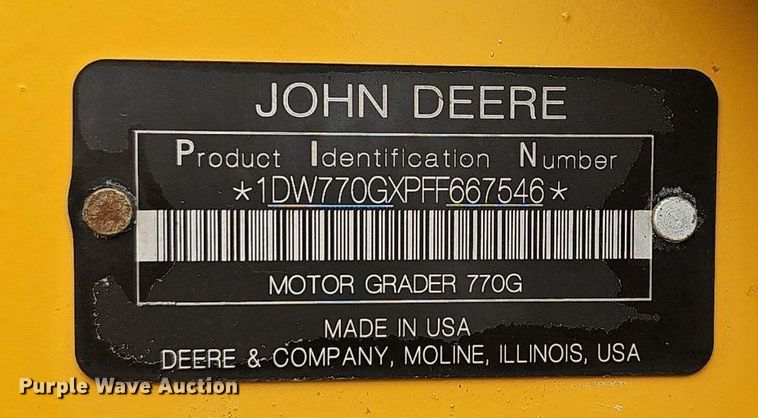 JOHN DEERE
Product Identification Number
*1DW770GXPFF667546*
MOTOR GRADER 770G
MADE IN USA
DEERE & COMPANY, MOLINE, ILLINOIS, USA
Purple Wave Auction